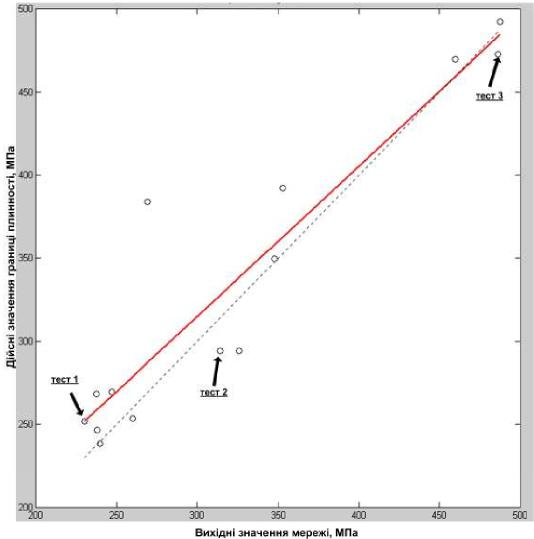 500
450
400
350
300
250
200
200
250
300
350
400
450
500
Дійсні значення границі плинності, МПа
тест 1
тест 2
тест 3
Вихідні значення мережі, МПа